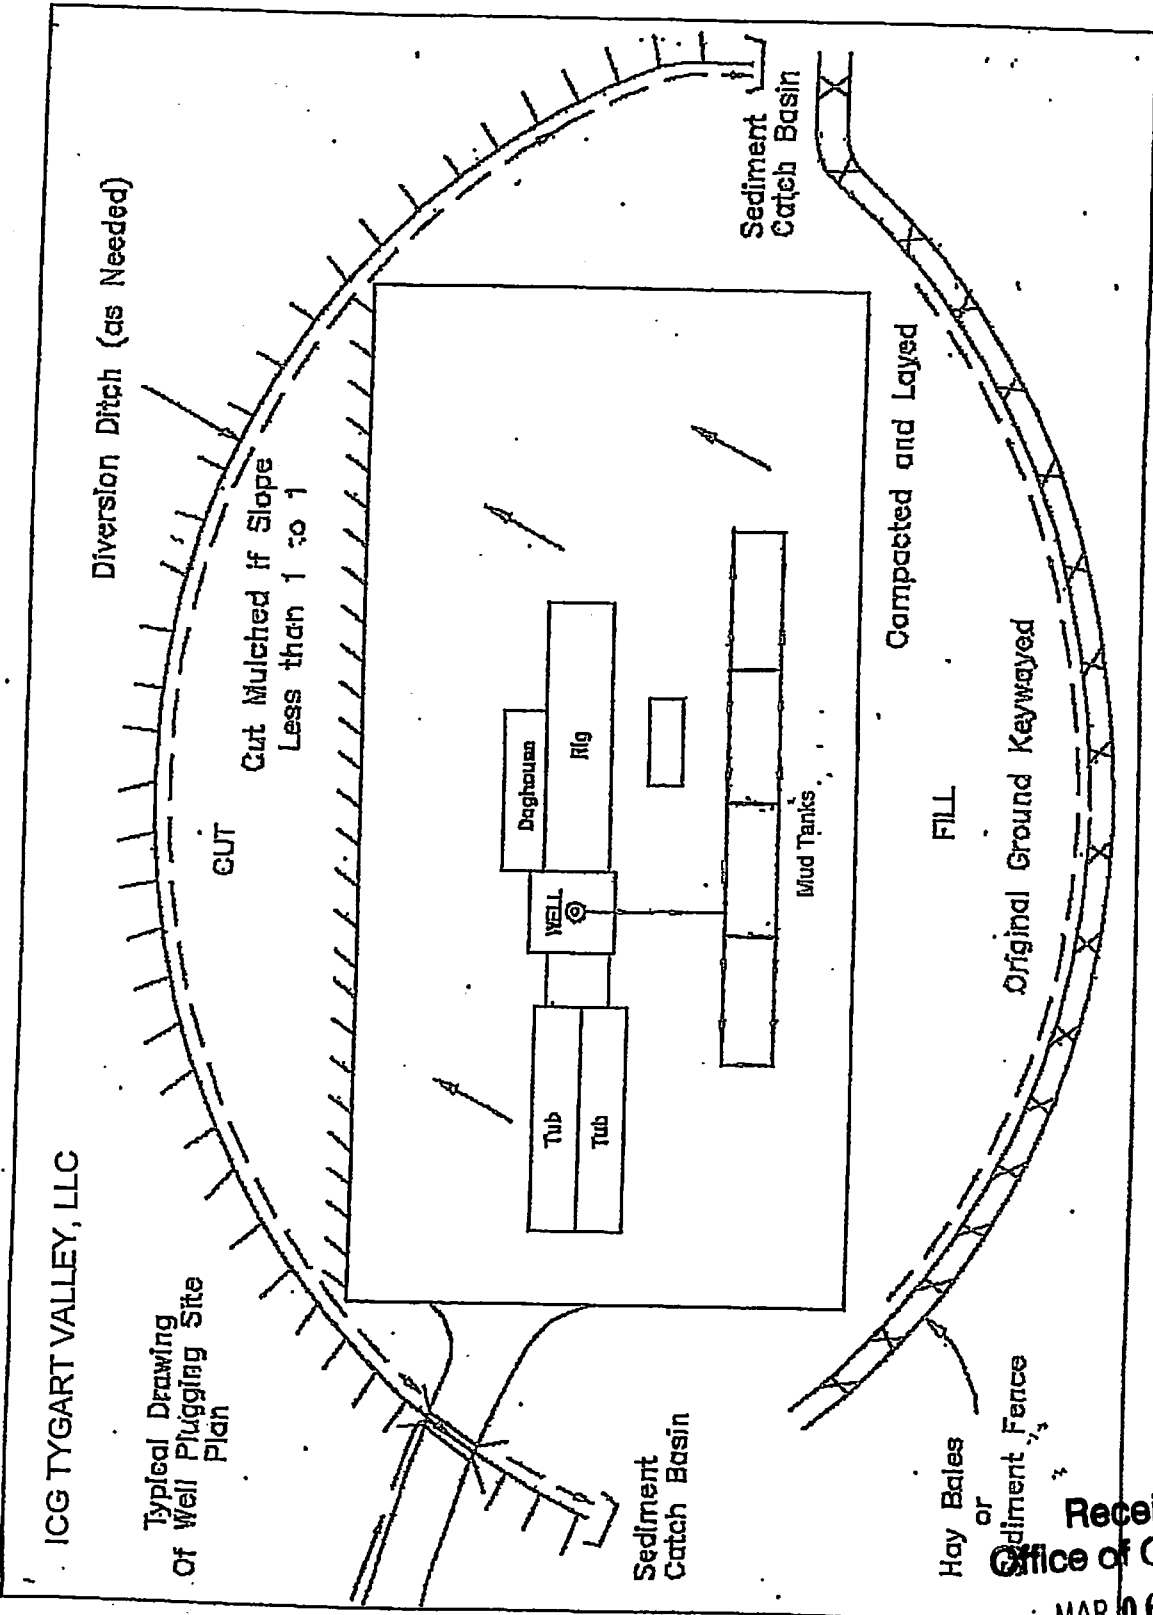 ICG TYGART VALLEY, LLC
Typical Drawing
Of Well Plugging Site
Plan
Diversion Ditch (as Needed)
Cut Mulched if Slope
Less than 1 to 1
CUT
Sediment
Catch Basin
Doghouse
Rig
WELL
Tub
Tub
Mud Tanks
Compacted and Layed
FILL
Original Ground Keywayed
Sediment
Catch Basin
Hay Bales
or
Sediment Fence
Office of
MAR